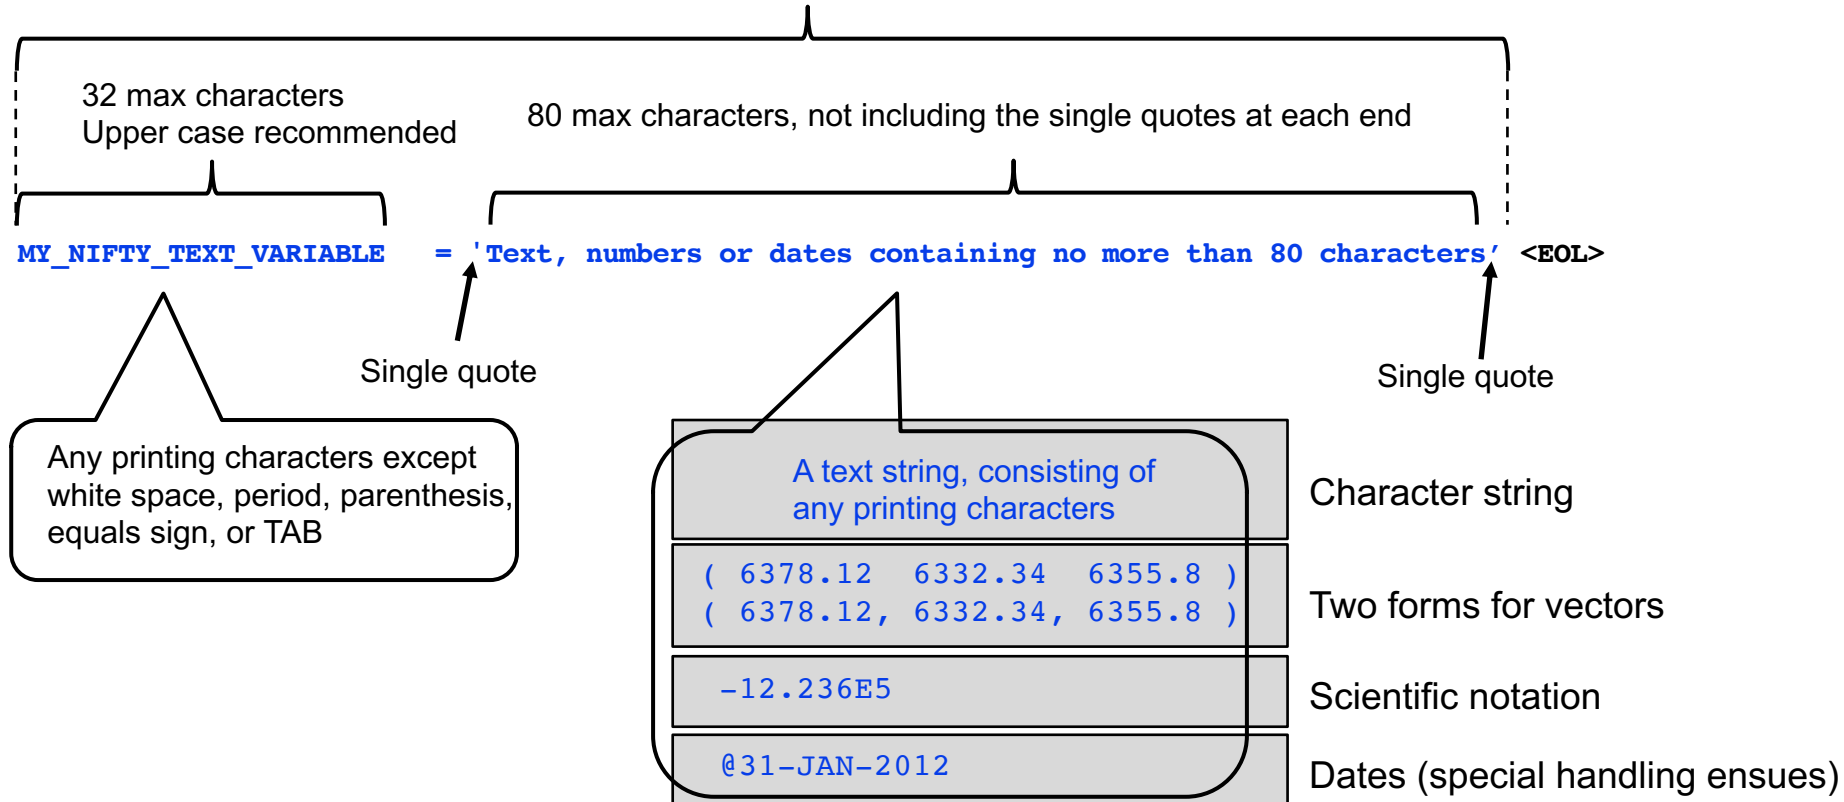 32 max characters
Upper case recommended
80 max characters, not including the single quotes at each end
MY_NIFTY_TEXT_VARIABLE = 'Text, numbers or dates containing no more than 80 characters’ <EOL>
Single quote
Single quote
Any printing characters except
white space, period, parenthesis,
equals sign, or TAB
A text string, consisting of
any printing characters
Character string
( 6378.12 6332.34 6355.8 )
( 6378.12, 6332.34, 6355.8 )
Two forms for vectors
-12.236E5
Scientific notation
@31-JAN-2012
Dates (special handling ensues)